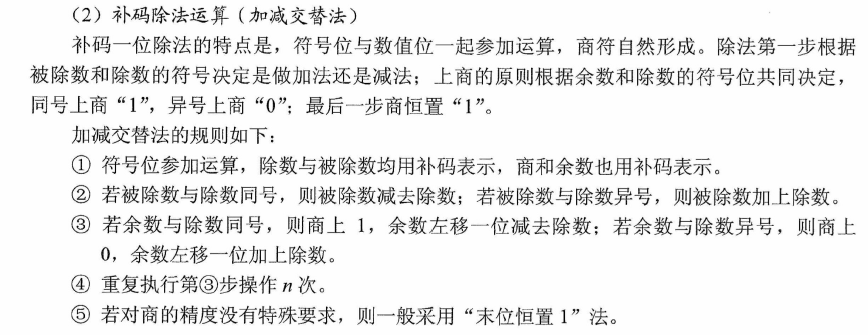 （2）补码除法运算（加减交替法）
补码一位除法的特点是，符号位与数值位一起参加运算，商符自然形成。除法第一步根据
被除数和除数的符号决定是做加法还是减法；上商的原则根据余数和除数的符号位共同决定，
同号上商“1”，异号上商“0”；最后一步商恒置“1”。
加减交替法的规则如下：
① 符号位参加运算，除数与被除数均用补码表示，商和余数也用补码表示。
② 若被除数与除数同号，则被除数减去除数；若被除数与除数异号，则被除数加上除数。
③ 若余数与除数同号，则商上 1，余数左移一位减去除数；若余数与除数异号，则商上
0，余数左移一位加上除数。
④ 重复执行第③步操作 n 次。
⑤ 若对商的精度没有特殊要求，则一般采用“末位恒置 1”法。